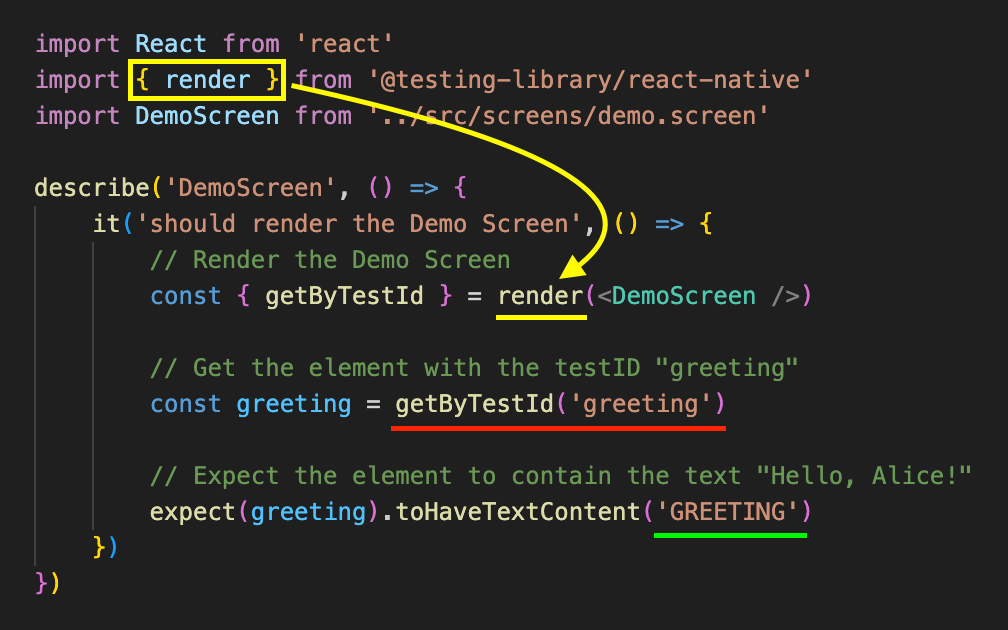 import React from 'react'
import { render } from '@testing-library/react-native'
import DemoScreen from '../src/screens/demo.screen'
describe('DemoScreen', () => {
it('should render the Demo Screen', () => {
// Render the Demo Screen
const { getByTestId } = render(<DemoScreen />)
// Get the element with the testID "greeting"
const greeting = getByTestId('greeting')
// Expect the element to contain the text "Hello, Alice!"
expect(greeting).toHaveTextContent('GREETING')
})
})